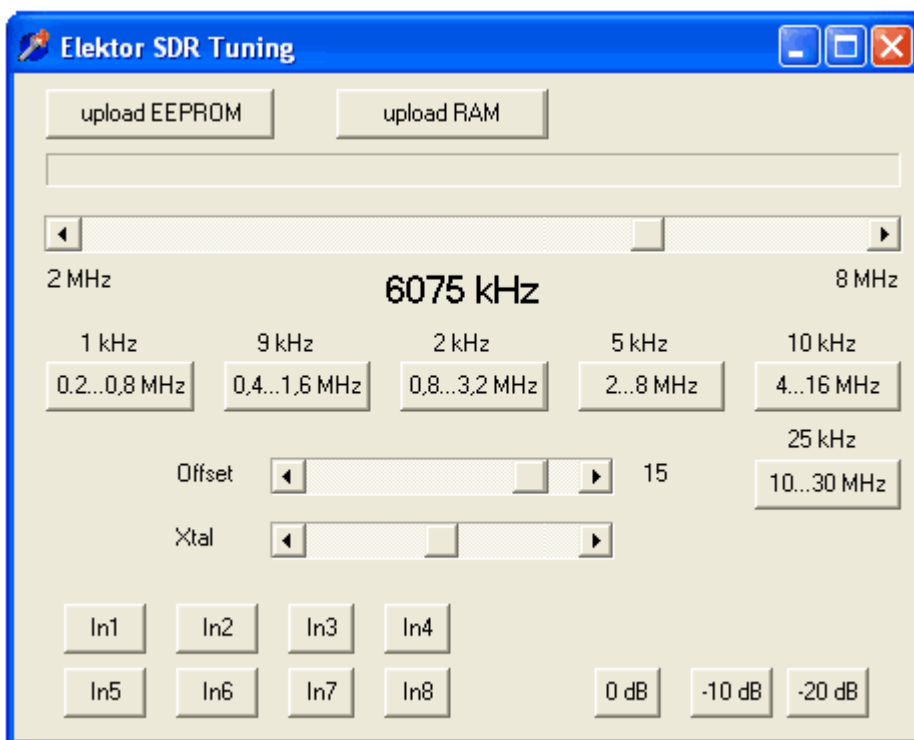 Elektor SDR Tuning
upload EEPROM upload RAM
2 MHz 6075 kHz 8 MHz
1 kHz 9 kHz 2 kHz 5 kHz 10 kHz
0.2...0,8 MHz 0,4...1,6 MHz 0,8...3,2 MHz 2...8 MHz 4...16 MHz
25 kHz
Offset 15 10...30 MHz
Xtal
In1 In2 In3 In4
In5 In6 In7 In8 0 dB -10 dB -20 dB